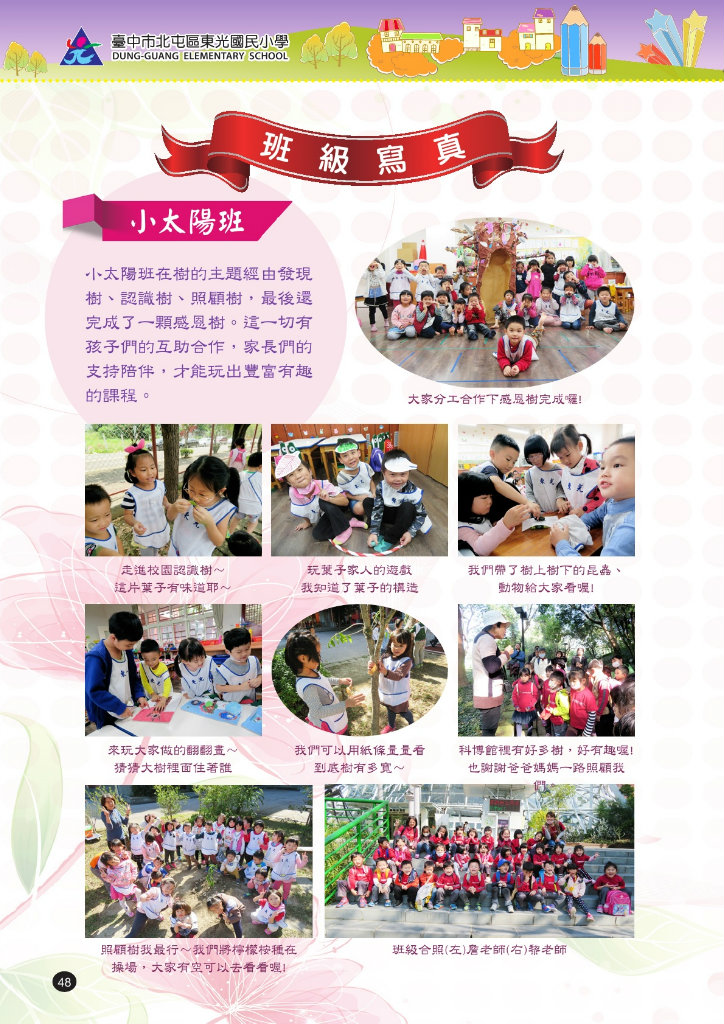 臺中市北屯區東光國民小學
DUNG-GUANG ELEMENTARY SCHOOL
班級寫真
小太陽班
小太陽班在樹的主題經由發現
樹、認識樹、照顧樹，最後還
完成了一顆感恩樹。這一切有
孩子們的互助合作，家長們的
支持陪伴，才能玩出豐富有趣
的課程。
大家分工合作下感恩樹完成囉!
走進校園認識樹～
這片葉子有味道耶～
玩葉子家人的遊戲
我知道了葉子的構造
我們帶了樹上樹下的昆蟲、
動物給大家看喔!
來玩大家做的翻翻畫～
猜猜大樹裡面住著誰
我們可以用紙條量量看
到底樹有多寬～
科博館裡有好多樹，好有趣喔!
也謝謝爸爸媽媽一路照顧我
們
照顧樹我最行～我們將檸檬桉種在
操場，大家有空可以去看看喔!
班級合照(左)詹老師(右)黎老師
48